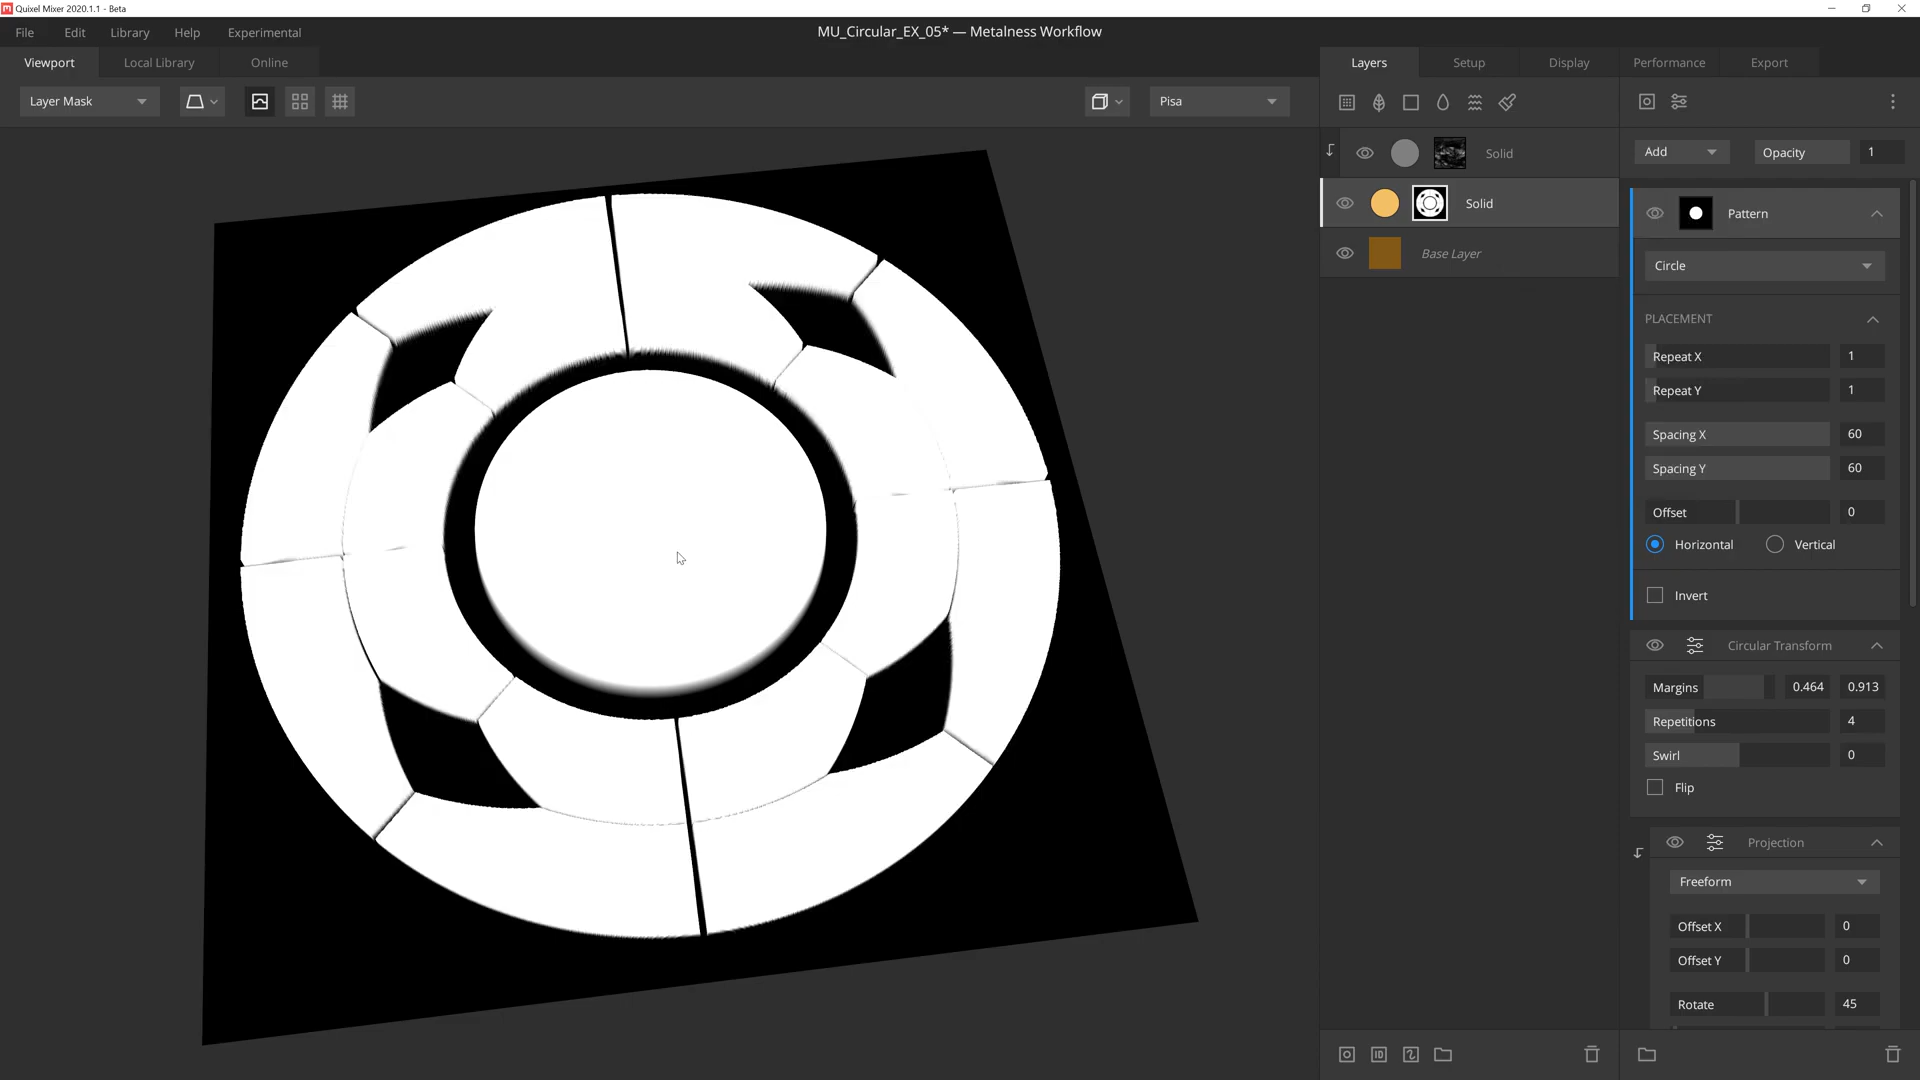 Quixel Mixer 2020.1.1 - Beta
File Edit Library Help Experimental
MU_Circular_EX_05* — Metalness Workflow
Viewport Local Library Online
Layers Setup Display Performance Export
Layer Mask
Pisa
Solid
Solid
Base Layer
Add Opacity 1
Pattern
Circle
PLACEMENT
Repeat X 1
Repeat Y 1
Spacing X 60
Spacing Y 60
Offset 0
Horizontal Vertical
Invert
Circular Transform
Margins 0.464 0.913
Repetitions 4
Swirl 0
Flip
Projection
Freeform
Offset X 0
Offset Y 0
Rotate 45
ID